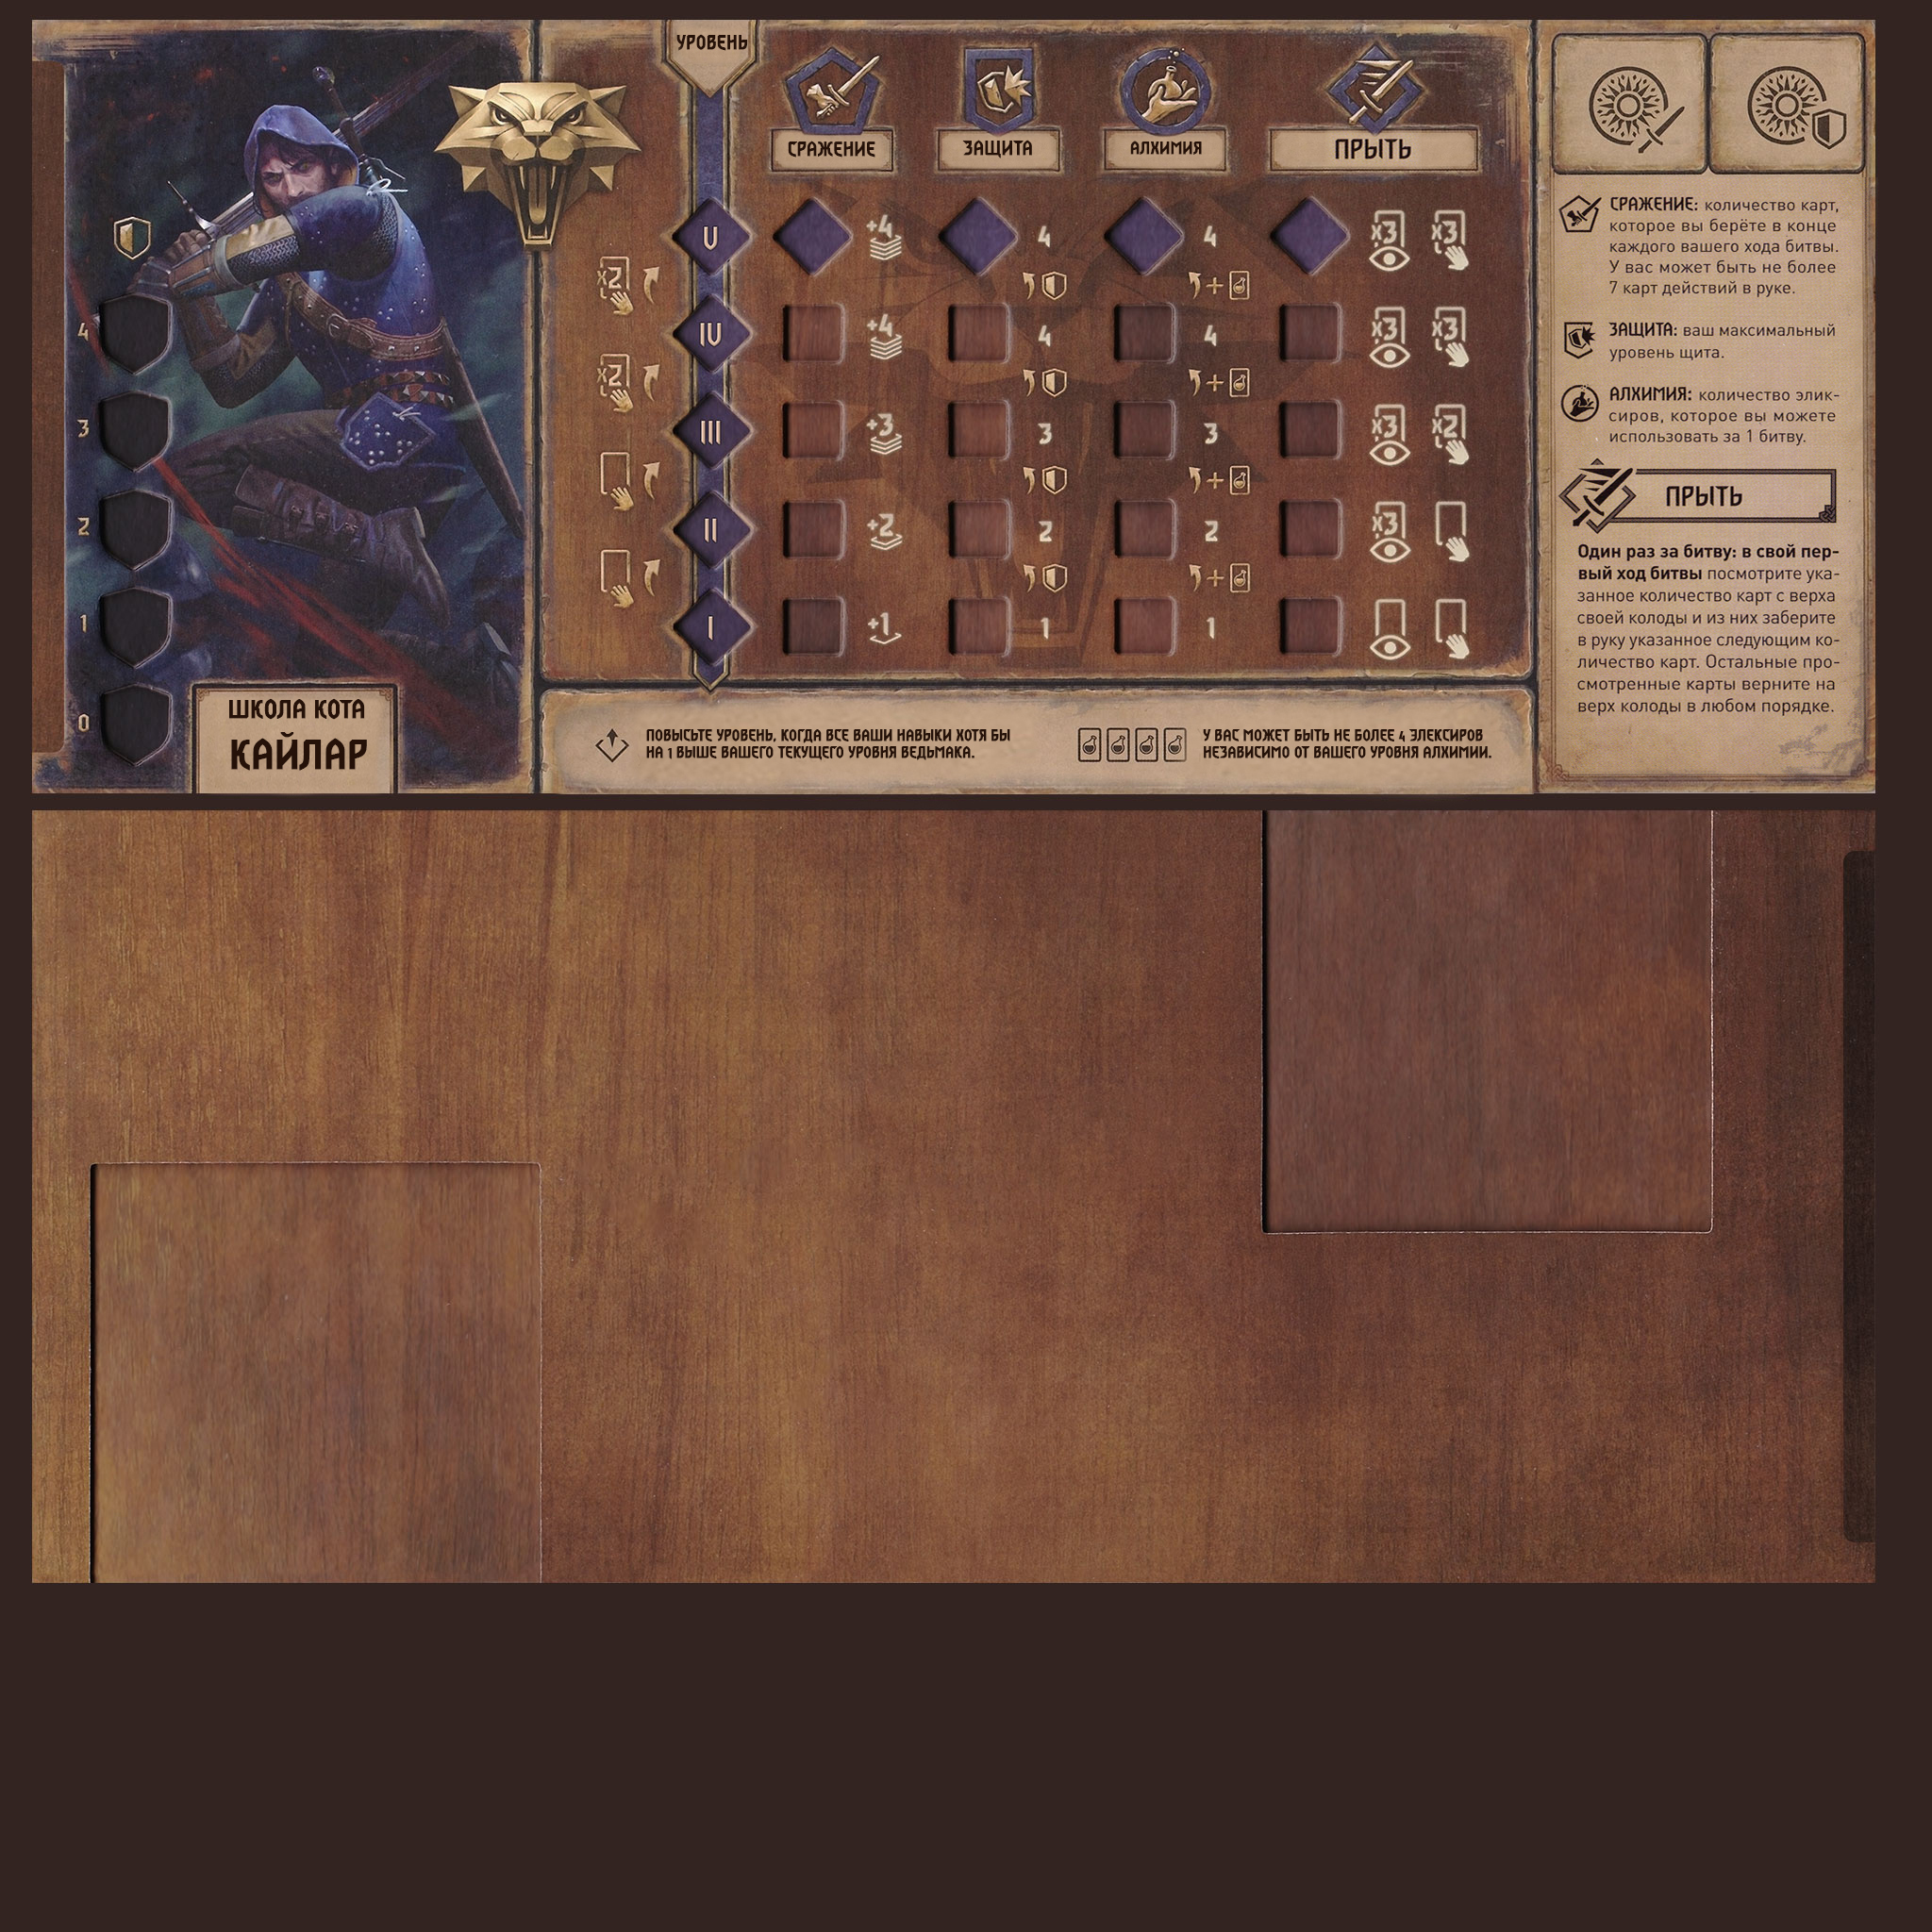 УРОВЕНЬ
СРАЖЕНИЕ
ЗАЩИТА
АЛХИМИЯ
ПРЫТЬ
V
+4
4
4
x3
x3
x2
IV
+4
4
4
x3
x3
x2
III
+3
3
3
x3
x2
II
+2
2
2
x3
I
+1
1
1
4
3
2
1
0
ШКОЛА КОТА
КАЙЛАР
ПОВЫСЬТЕ УРОВЕНЬ, КОГДА ВСЕ ВАШИ НАВЫКИ ХОТЯ БЫ
НА 1 ВЫШЕ ВАШЕГО ТЕКУЩЕГО УРОВНЯ ВЕДЬМАКА.
У ВАС МОЖЕТ БЫТЬ НЕ БОЛЕЕ 4 ЭЛЕКСИРОВ
НЕЗАВИСИМО ОТ ВАШЕГО УРОВНЯ АЛХИМИИ.
СРАЖЕНИЕ: количество карт,
которое вы берёте в конце
каждого вашего хода битвы.
У вас может быть не более
7 карт действий в руке.
ЗАЩИТА: ваш максимальный
уровень щита.
АЛХИМИЯ: количество элик-
сиров, которое вы можете
использовать за 1 битву.
ПРЫТЬ
Один раз за битву: в свой пер-
вый ход битвы посмотрите ука-
занное количество карт с верха
своей колоды и из них заберите
в руку указанное следующим ко-
личество карт. Остальные про-
смотренные карты верните на
верх колоды в любом порядке.